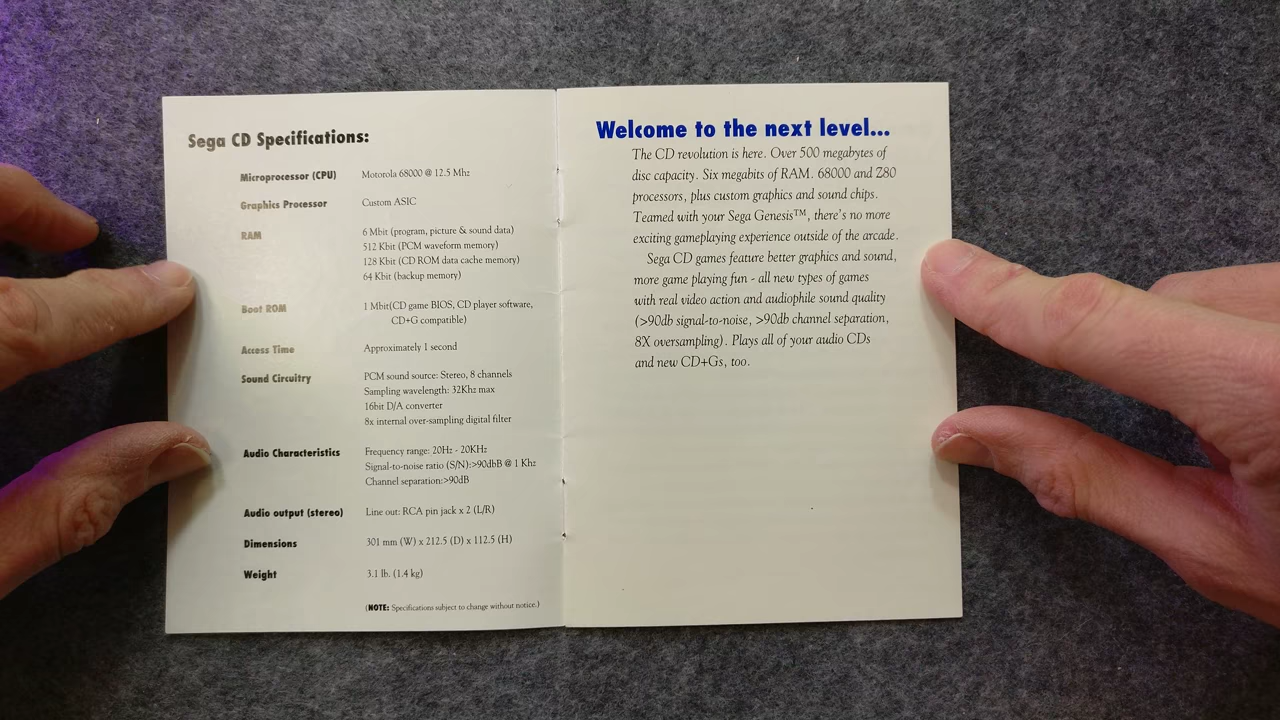 Sega CD Specifications:
Microprocessor (CPU) Motorola 68000 @ 12.5 Mhz
Graphics Processor Custom ASIC
RAM 6 Mbit (program, picture & sound data)
512 Kbit (PCM waveform memory)
128 Kbit (CD ROM data cache memory)
64 Kbit (backup memory)
Boot ROM 1 Mbit(CD game BIOS, CD player software,
CD+G compatible)
Access Time Approximately 1 second
Sound Circuitry PCM sound source: Stereo, 8 channels
Sampling wavelength: 32Khz max
16bit D/A converter
8x internal over-sampling digital filter
Audio Characteristics Frequency range: 20Hz - 20KHz
Signal-to-noise ratio (S/N):>90dbB @ 1 Khz
Channel separation:>90dB
Audio output (stereo) Line out: RCA pin jack x 2 (L/R)
Dimensions 301 mm (W) x 212.5 (D) x 112.5 (H)
Weight 3.1 lb. (1.4 kg)
(NOTE: Specifications subject to change without notice.)
Welcome to the next level...
The CD revolution is here. Over 500 megabytes of
disc capacity. Six megabits of RAM. 68000 and Z80
processors, plus custom graphics and sound chips.
Teamed with your Sega Genesis™, there's no more
exciting gameplaying experience outside of the arcade.
Sega CD games feature better graphics and sound,
more game playing fun - all new types of games
with real video action and audiophile sound quality
(>90db signal-to-noise, >90db channel separation,
8X oversampling). Plays all of your audio CDs
and new CD+Gs, too.